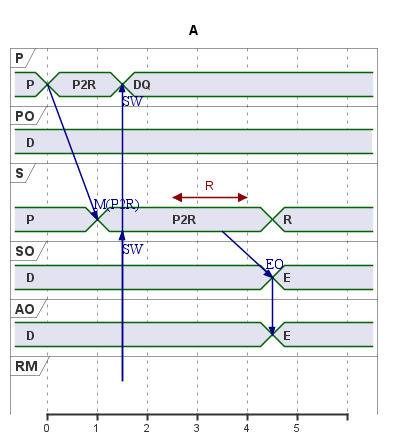 A
P
P P2R DQ
SW
PO
D
S
M(P2R)
R
P P2R R
SO
SW
EO
D E
AO
D E
RM
0 1 2 3 4 5